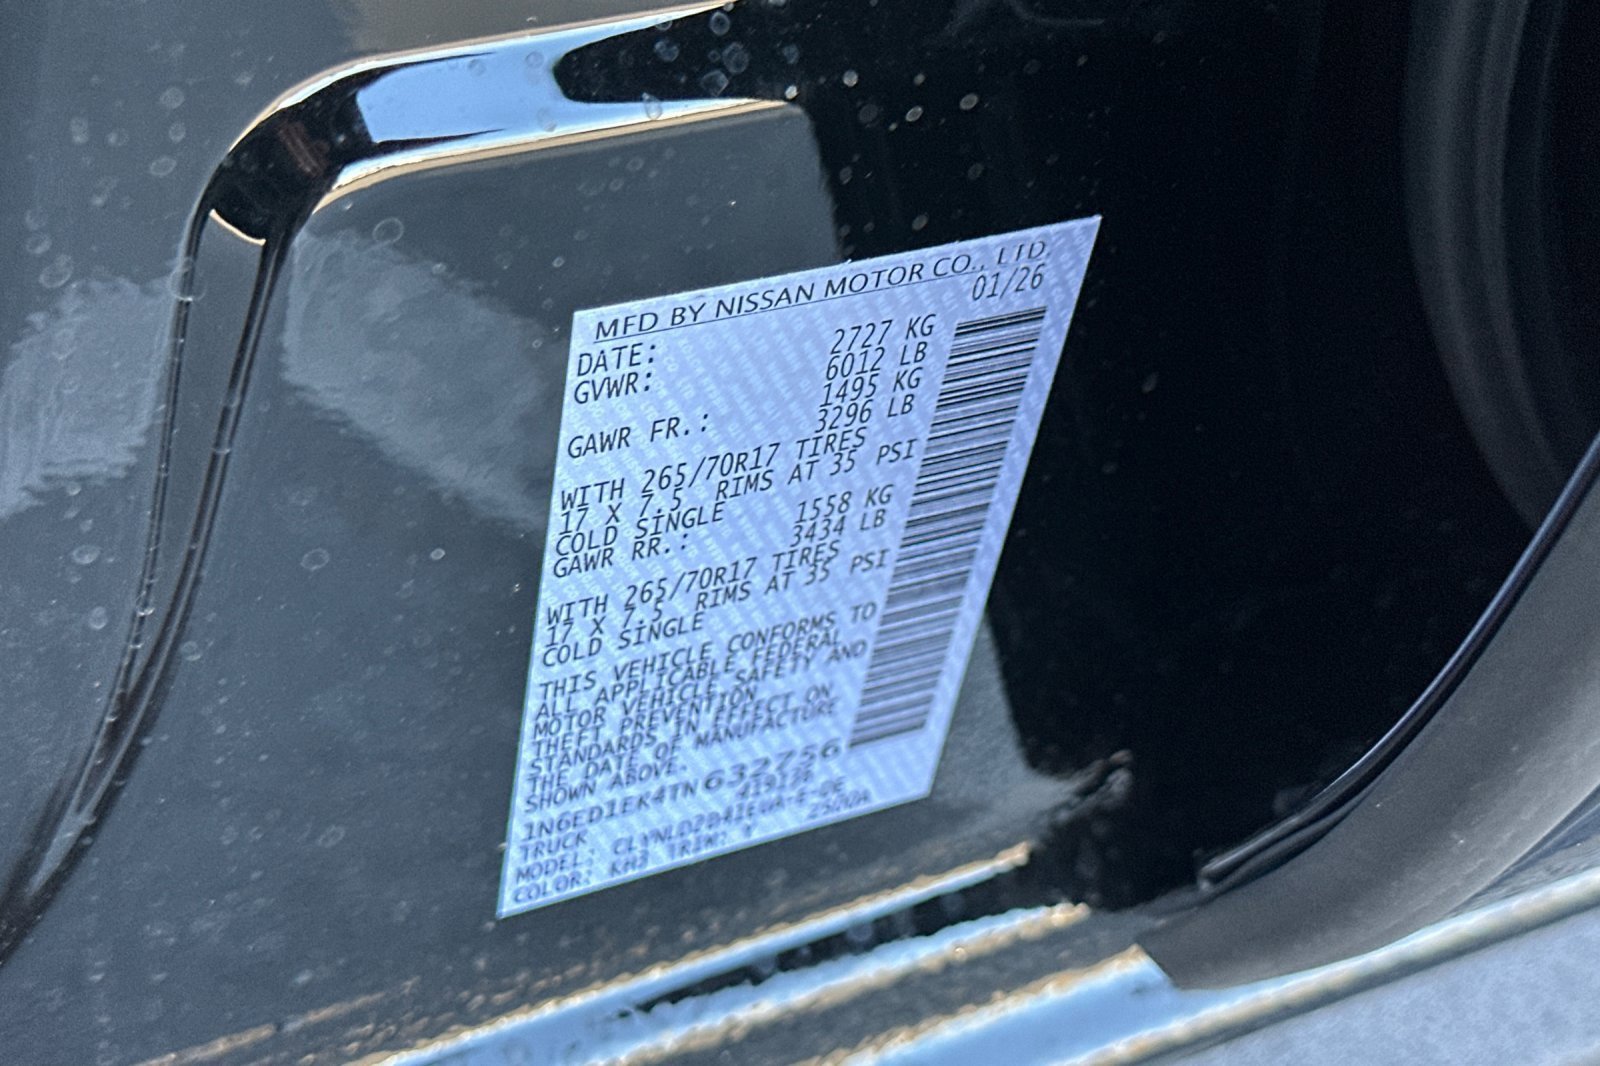 MFD BY NISSAN MOTOR CO., LTD.
DATE: 01/26
GVWR: 2727 KG
6012 LB
GAWR FR.: 1495 KG
3296 LB
WITH 265/70R17 TIRES
17 X 7.5 RIMS AT 35 PSI
COLD SINGLE
GAWR RR.: 1558 KG
3434 LB
WITH 265/70R17 TIRES
17 X 7.5 RIMS AT 35 PSI
COLD SINGLE
THIS VEHICLE CONFORMS TO
ALL APPLICABLE FEDERAL
MOTOR VEHICLE SAFETY AND
THEFT PREVENTION
STANDARDS IN EFFECT ON
THE DATE OF MANUFACTURE
SHOWN ABOVE.
1N6ED1EK4TN632756
TRUCK
MODEL:
COLOR: KH3 TRIM: